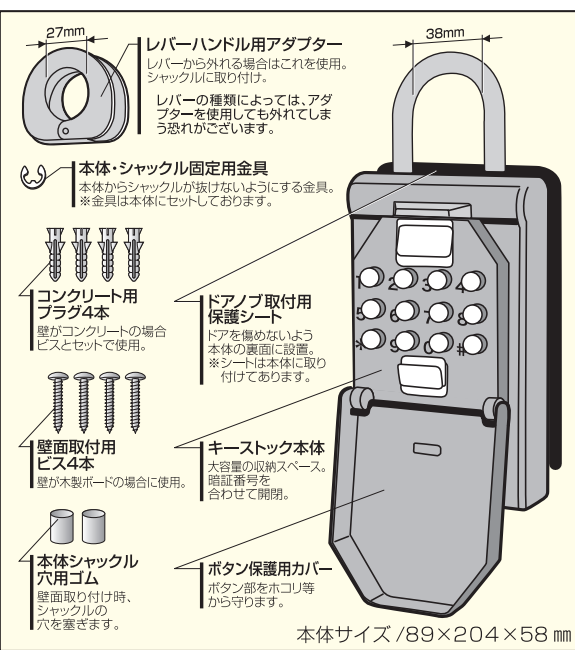 27mm
レバーハンドル用アダプター
レバーから外れる場合はこれを使用。
シャックルに取り付け。
レバーの種類によっては、アダ
プターを使用しても外れてしま
う恐れがございます。
38mm
本体・シャックル固定用金具
本体からシャックルが抜けないようにする金具。
※金具は本体にセットしております。
コンクリート用
プラグ4本
壁がコンクリートの場合
ビスとセットで使用。
ドアノブ取付用
保護シート
ドアを傷めないよう
本体の裏面に設置。
※シートは本体に取り
付けてあります。
1 2 3 4
5 6 7 8
* 9 0 #
壁面取付用
ビス4本
壁が木製ボードの場合に使用。
キーストック本体
大容量の収納スペース。
暗証番号を
合わせて開閉。
本体シャックル
穴用ゴム
壁面取り付け時、
シャックルの
穴を塞ぎます。
ボタン保護用カバー
ボタン部をホコリ等
から守ります。
本体サイズ/89×204×58㎜